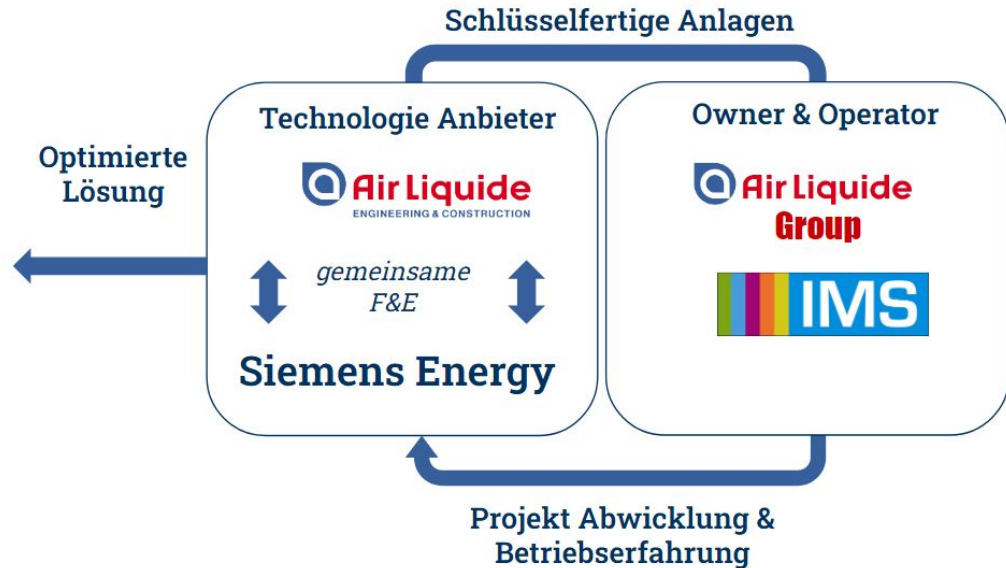 Schlüsselfertige Anlagen
Technologie Anbieter
Owner & Operator
Optimierte
Lösung
Air Liquide
ENGINEERING & CONSTRUCTION
Air Liquide
Group
gemeinsame
F&E
IMS
Siemens Energy
Projekt Abwicklung &
Betriebserfahrung